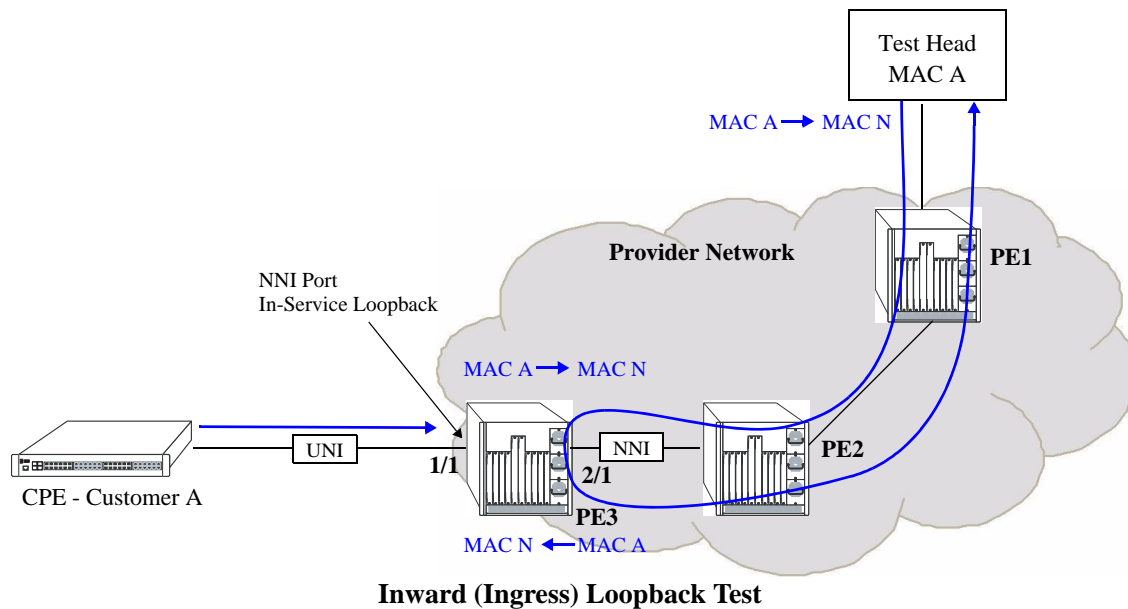 Test Head
MAC A
MAC A → MAC N
Provider Network
PE1
NNI Port
In-Service Loopback
MAC A → MAC N
UNI
1/1
NNI
2/1
PE2
CPE - Customer A
PE3
MAC N ← MAC A
Inward (Ingress) Loopback Test